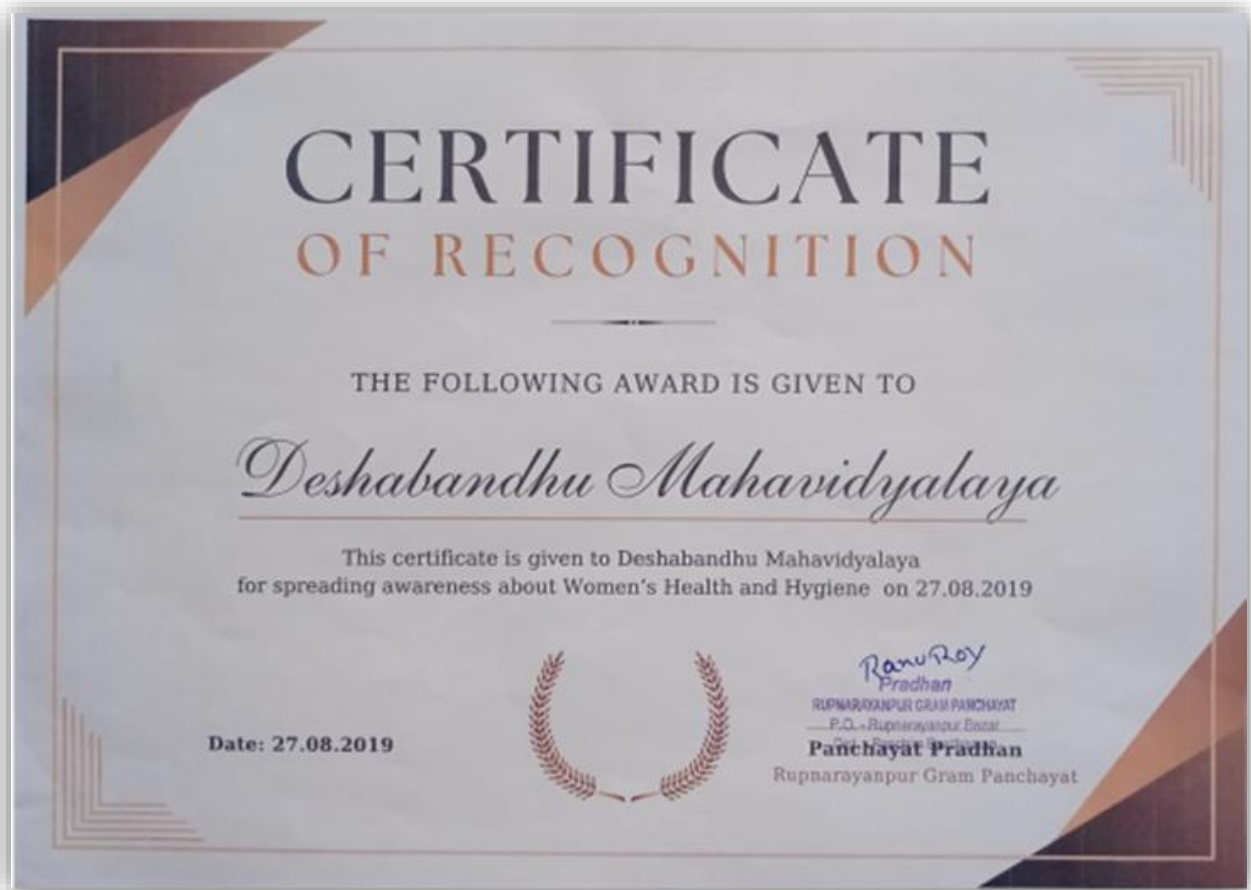 CERTIFICATE
OF RECOGNITION
THE FOLLOWING AWARD IS GIVEN TO
Deshabandhu Mahavidyalaya
This certificate is given to Deshabandhu Mahavidyalaya
for spreading awareness about Women's Health and Hygiene on 27.08.2019
Ranu Roy
Pradhan
RUPNARAYANPUR GRAM PANCHAYAT
P.O. - Rupnarayanpur Bazar
Date: 27.08.2019
Panchayat Pradhan
Rupnarayanpur Gram Panchayat